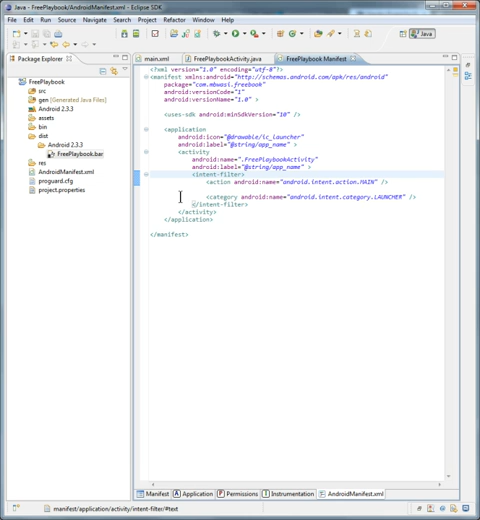 Java - FreePlaybook/AndroidManifest.xml - Eclipse SDK
File Edit Run Source Navigate Search Project Refactor Window Help
Java
Package Explorer
main.xml
FreePlaybookActivity.java
FreePlaybook Manifest
FreePlaybook
src
gen [Generated Java Files]
Android 2.3.3
assets
bin
dist
Android 2.3.3
FreePlaybook.bar
res
AndroidManifest.xml
proguard.cfg
project.properties
<?xml version="1.0" encoding="utf-8"?>
<manifest xmlns:android="http://schemas.android.com/apk/res/android"
package="com.mbwasi.freebook"
android:versionCode="1"
android:versionName="1.0" >
<uses-sdk android:minSdkVersion="10" />
<application
android:icon="@drawable/ic_launcher"
android:label="@string/app_name" >
<activity
android:name=".FreePlaybookActivity"
android:label="@string/app_name" >
<intent-filter>
<action android:name="android.intent.action.MAIN" />
<category android:name="android.intent.category.LAUNCHER" />
</intent-filter>
</activity>
</application>
</manifest>
Manifest
A Application
P Permissions
I Instrumentation
AndroidManifest.xml
manifest/application/activity/intent-filter/#text